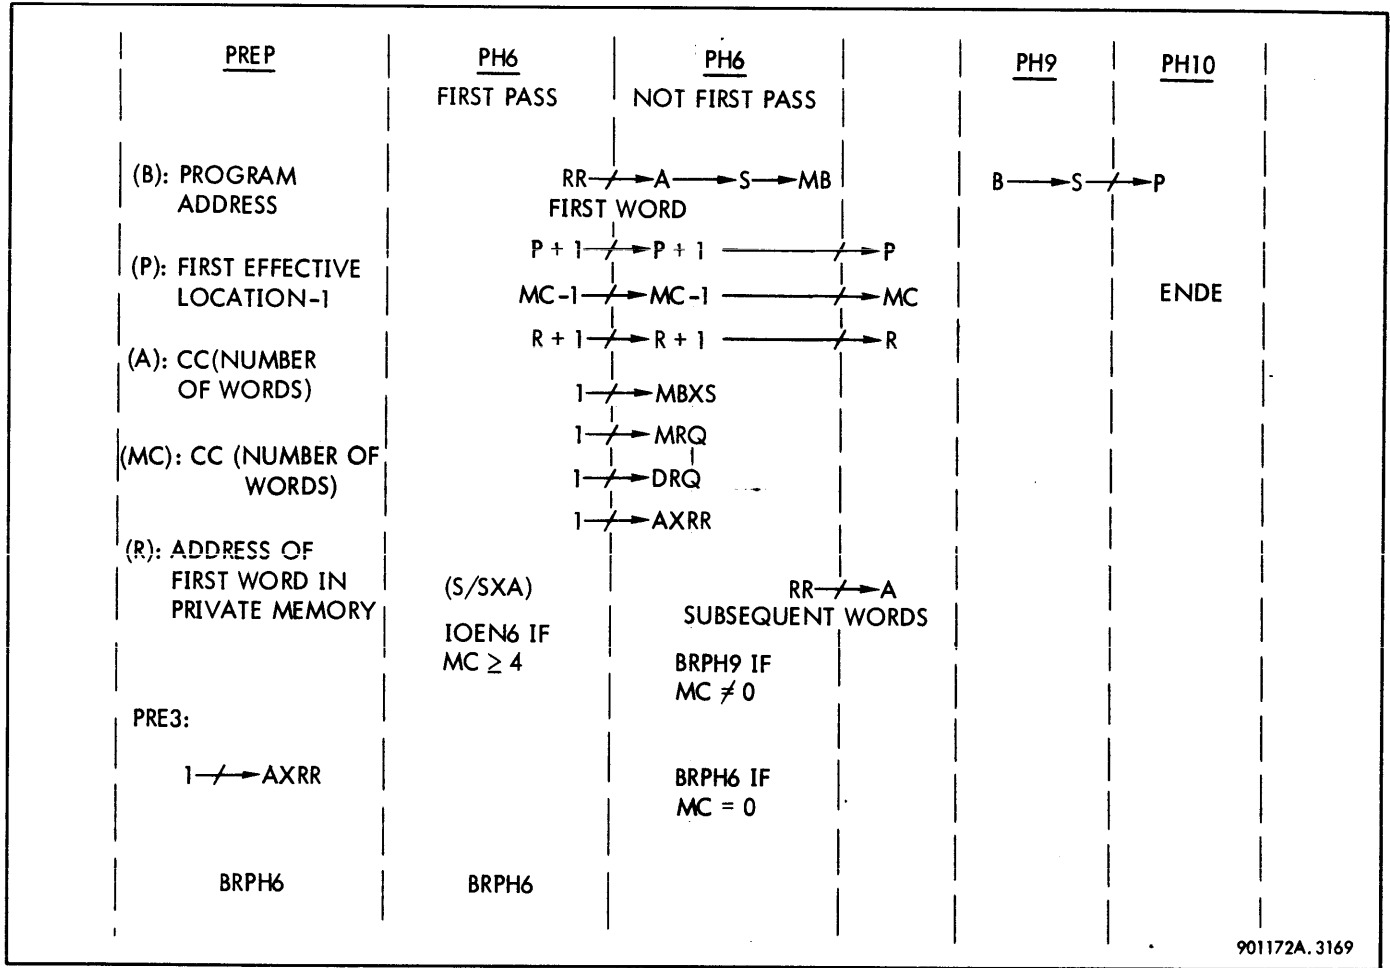 PREP
(B): PROGRAM
ADDRESS
(P): FIRST EFFECTIVE
LOCATION-1
(A): CC(NUMBER
OF WORDS)
(MC): CC (NUMBER OF
WORDS)
(R): ADDRESS OF
FIRST WORD IN
PRIVATE MEMORY
PRE3:
1 → AXRR
BRPH6
PH6
FIRST PASS
(S/SXA)
IOEN6 IF
MC ≥ 4
BRPH6
PH6
NOT FIRST PASS
RR → A → S → MB
FIRST WORD
P + 1 → P + 1 → P
MC-1 → MC-1 → MC
R + 1 → R + 1 → R
1 → MBXS
1 → MRQ
1 → DRQ
1 → AXRR
RR → A
SUBSEQUENT WORDS
BRPH9 IF
MC ≠ 0
BRPH6 IF
MC = 0
PH9
B → S → P
PH10
ENDE
901172A.3169